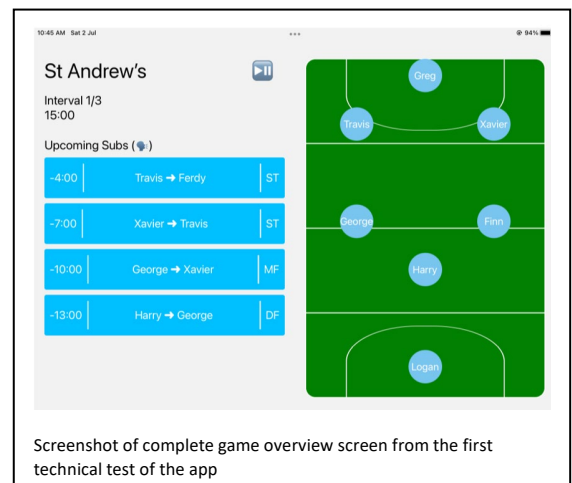 10:45 AM Sat 2 Jul
94%
St Andrew's
Interval 1/3
15:00
Upcoming Subs (🗣)
-4:00 Travis ➔ Ferdy ST
-7:00 Xavier ➔ Travis ST
-10:00 George ➔ Xavier MF
-13:00 Harry ➔ George DF
Greg
Travis Xavier
George Finn
Harry
Logan
Screenshot of complete game overview screen from the first
technical test of the app